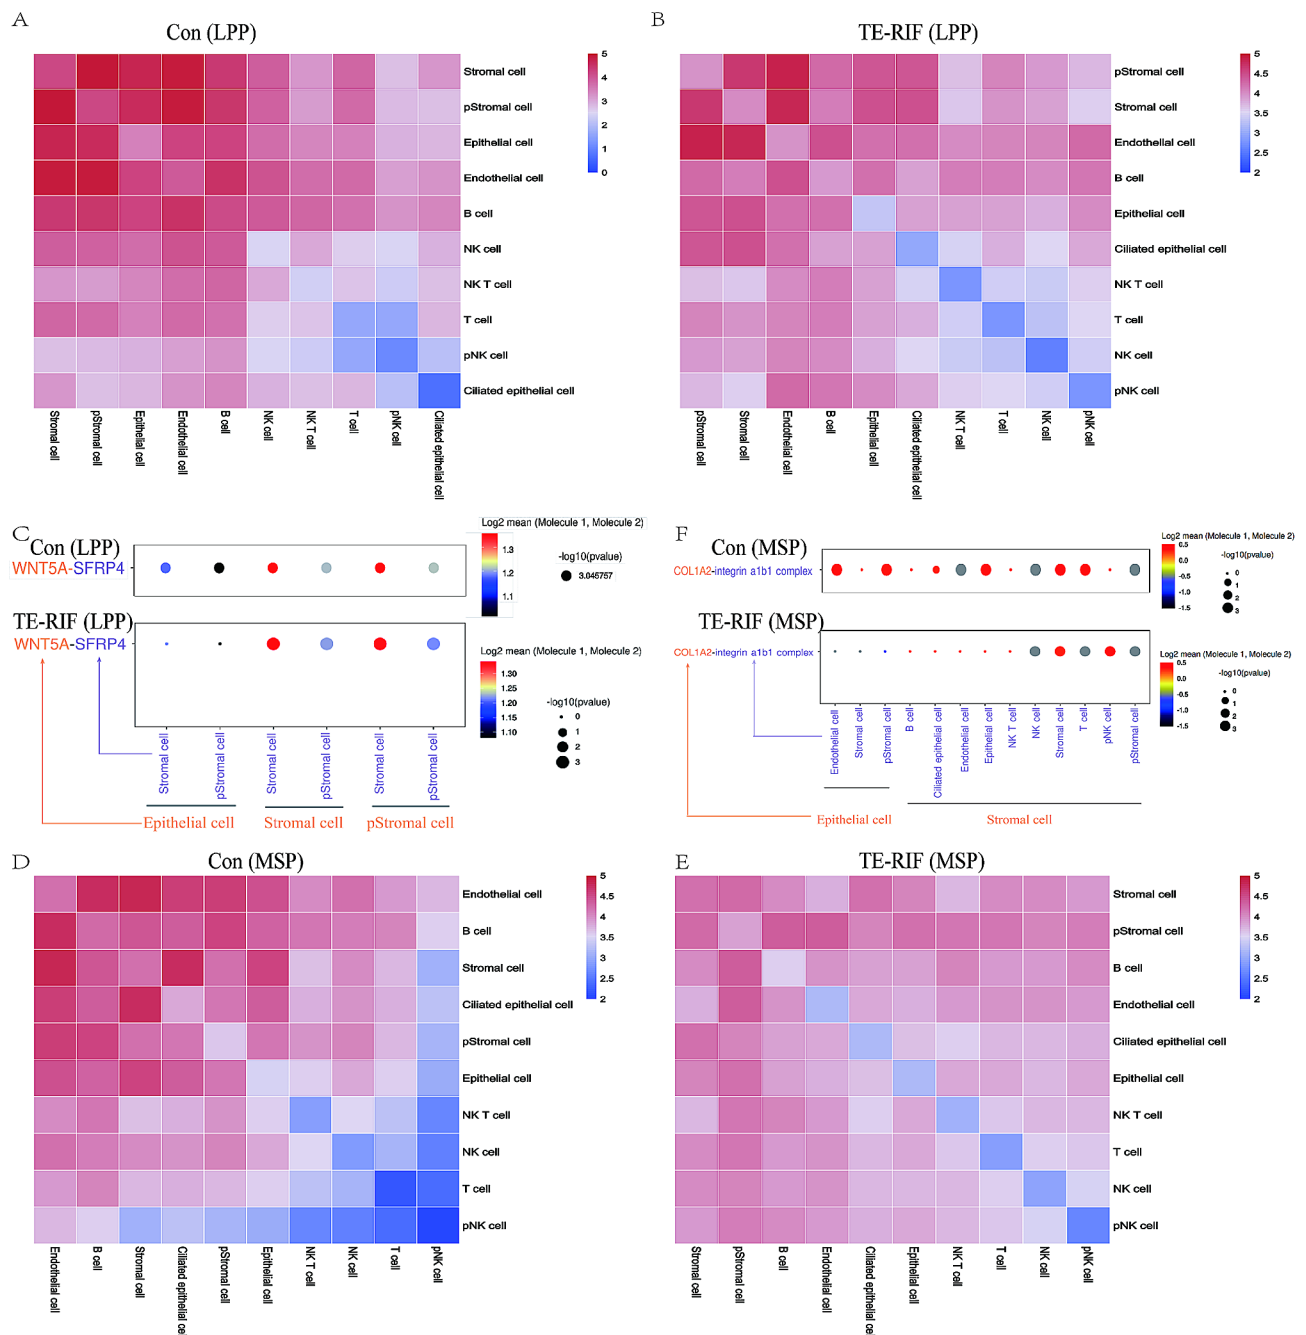 A
Con (LPP)
5
4
3
2
1
0
Stromal cell
pStromal cell
Epithelial cell
Endothelial cell
B cell
NK cell
NK T cell
T cell
pNK cell
Ciliated epithelial cell
Stromal cell
pStromal cell
Epithelial cell
Endothelial cell
B cell
NK cell
NK T cell
T cell
pNK cell
Ciliated epithelial cell
B
TE-RIF (LPP)
5
4.5
4
3.5
3
2.5
2
pStromal cell
Stromal cell
Endothelial cell
B cell
Epithelial cell
Ciliated epithelial cell
NK T cell
T cell
NK cell
pNK cell
pStromal cell
Stromal cell
Endothelial cell
B cell
Epithelial cell
Ciliated epithelial cell
NK T cell
T cell
NK cell
pNK cell
C
Con (LPP)
WNT5A-SFRP4
Log2 mean (Molecule 1, Molecule 2)
1.3
1.2
1.1
-log10(pvalue)
3.045757
TE-RIF (LPP)
WNT5A-SFRP4
Log2 mean (Molecule 1, Molecule 2)
1.30
1.25
1.20
1.15
1.10
-log10(pvalue)
0
1
2
3
Stromal cell
pStromal cell
Stromal cell
pStromal cell
Stromal cell
pStromal cell
Epithelial cell
Stromal cell
pStromal cell
F
Con (MSP)
COL1A2-integrin a1b1 complex
Log2 mean (Molecule 1, Molecule 2)
0.5
0.0
-0.5
-1.0
-1.5
-log10(pvalue)
0
1
2
3
TE-RIF (MSP)
COL1A2-integrin a1b1 complex
Log2 mean (Molecule 1, Molecule 2)
0.5
0.0
-0.5
-1.0
-1.5
-log10(pvalue)
0
1
2
3
Endothelial cell
Stromal cell
pStromal cell
B cell
Ciliated epithelial cell
Endothelial cell
Epithelial cell
NK T cell
NK cell
Stromal cell
T cell
pNK cell
pStromal cell
Epithelial cell
Stromal cell
D
Con (MSP)
5
4.5
4
3.5
3
2.5
2
Endothelial cell
B cell
Stromal cell
Ciliated epithelial cell
pStromal cell
Epithelial cell
NK T cell
NK cell
T cell
pNK cell
Endothelial cell
B cell
Stromal cell
Ciliated epithelial cel
pStromal cell
Epithelial cell
NK T cell
NK cell
T cell
pNK cell
E
TE-RIF (MSP)
5
4.5
4
3.5
3
2.5
2
Stromal cell
pStromal cell
B cell
Endothelial cell
Ciliated epithelial cell
Epithelial cell
NK T cell
T cell
NK cell
pNK cell
Stromal cell
pStromal cell
B cell
Endothelial cell
Ciliated epithelial cell
Epithelial cell
NK T cell
T cell
NK cell
pNK cell